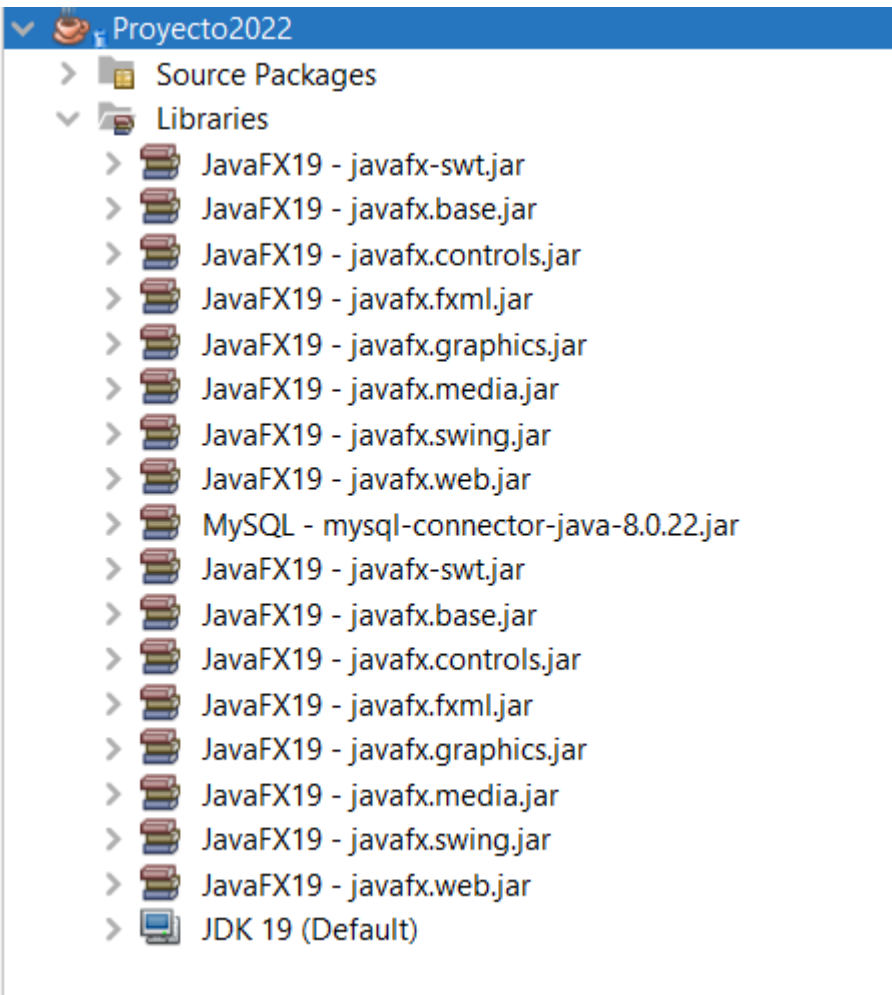 Proyecto2022
Source Packages
Libraries
JavaFX19 - javafx-swt.jar
JavaFX19 - javafx.base.jar
JavaFX19 - javafx.controls.jar
JavaFX19 - javafx.fxml.jar
JavaFX19 - javafx.graphics.jar
JavaFX19 - javafx.media.jar
JavaFX19 - javafx.swing.jar
JavaFX19 - javafx.web.jar
MySQL - mysql-connector-java-8.0.22.jar
JavaFX19 - javafx-swt.jar
JavaFX19 - javafx.base.jar
JavaFX19 - javafx.controls.jar
JavaFX19 - javafx.fxml.jar
JavaFX19 - javafx.graphics.jar
JavaFX19 - javafx.media.jar
JavaFX19 - javafx.swing.jar
JavaFX19 - javafx.web.jar
JDK 19 (Default)